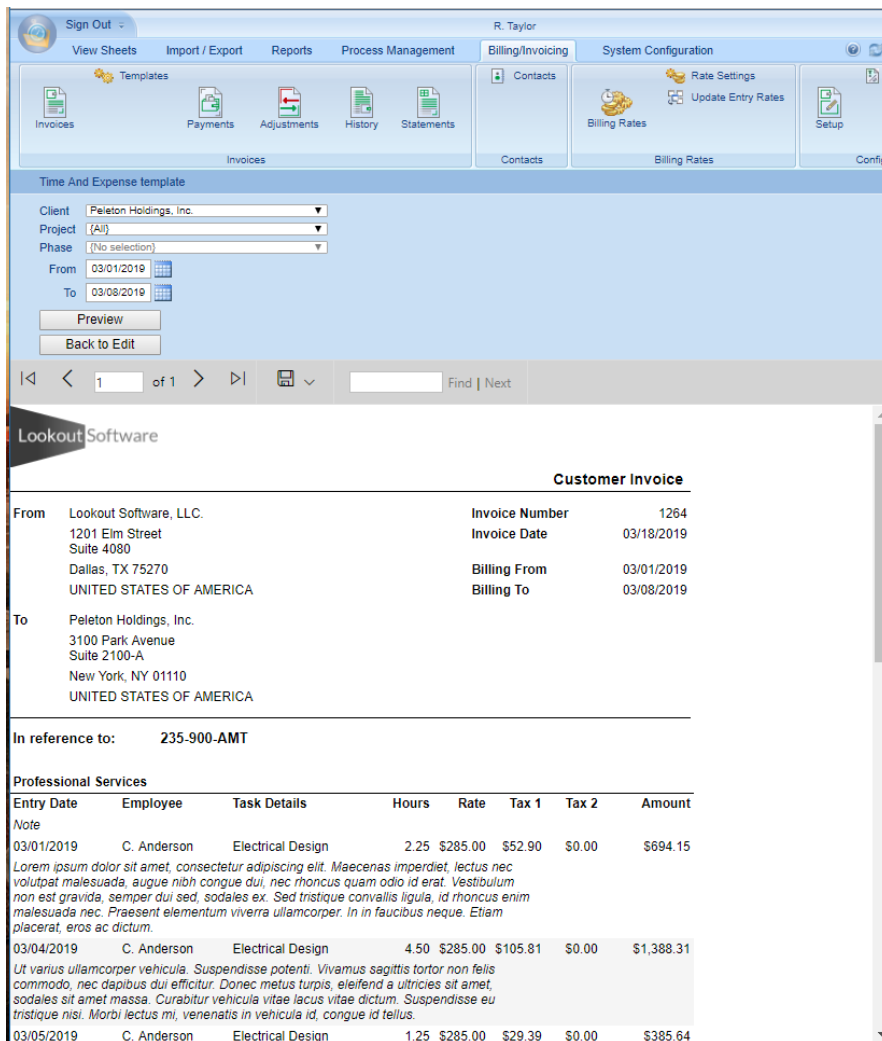 Sign Out
R. Taylor
View Sheets Import / Export Reports Process Management Billing/Invoicing System Configuration
Templates
Invoices
Payments
Adjustments
History
Statements
Invoices
Contacts
Contacts
Billing Rates
Rate Settings
Update Entry Rates
Billing Rates
Setup
Confi
Time And Expense template
Client Peleton Holdings, Inc.
Project {All}
Phase {No selection}
From 03/01/2019
To 03/08/2019
Preview
Back to Edit
1 of 1 Find | Next
Lookout Software
Customer Invoice
From Lookout Software, LLC. Invoice Number 1264
1201 Elm Street Invoice Date 03/18/2019
Suite 4080
Dallas, TX 75270 Billing From 03/01/2019
UNITED STATES OF AMERICA Billing To 03/08/2019
To Peleton Holdings, Inc.
3100 Park Avenue
Suite 2100-A
New York, NY 01110
UNITED STATES OF AMERICA
In reference to: 235-900-AMT
Professional Services
Entry Date Employee Task Details Hours Rate Tax 1 Tax 2 Amount
Note
03/01/2019 C. Anderson Electrical Design 2.25 $285.00 $52.90 $0.00 $694.15
Lorem ipsum dolor sit amet, consectetur adipiscing elit. Maecenas imperdiet, lectus nec
volutpat malesuada, augue nibh congue dui, nec rhoncus quam odio id erat. Vestibulum
non est gravida, semper dui sed, sodales ex. Sed tristique convallis ligula, id rhoncus enim
malesuada nec. Praesent elementum viverra ullamcorper. In in faucibus neque. Etiam
placerat, eros ac dictum.
03/04/2019 C. Anderson Electrical Design 4.50 $285.00 $105.81 $0.00 $1,388.31
Ut varius ullamcorper vehicula. Suspendisse potenti. Vivamus sagittis tortor non felis
commodo, nec dapibus dui efficitur. Donec metus turpis, eleifend a ultricies sit amet,
sodales sit amet massa. Curabitur vehicula vitae lacus vitae dictum. Suspendisse eu
tristique nisi. Morbi lectus mi, venenatis in vehicula id, congue id tellus.
03/05/2019 C. Anderson Electrical Design 1.25 $285.00 $29.39 $0.00 $385.64